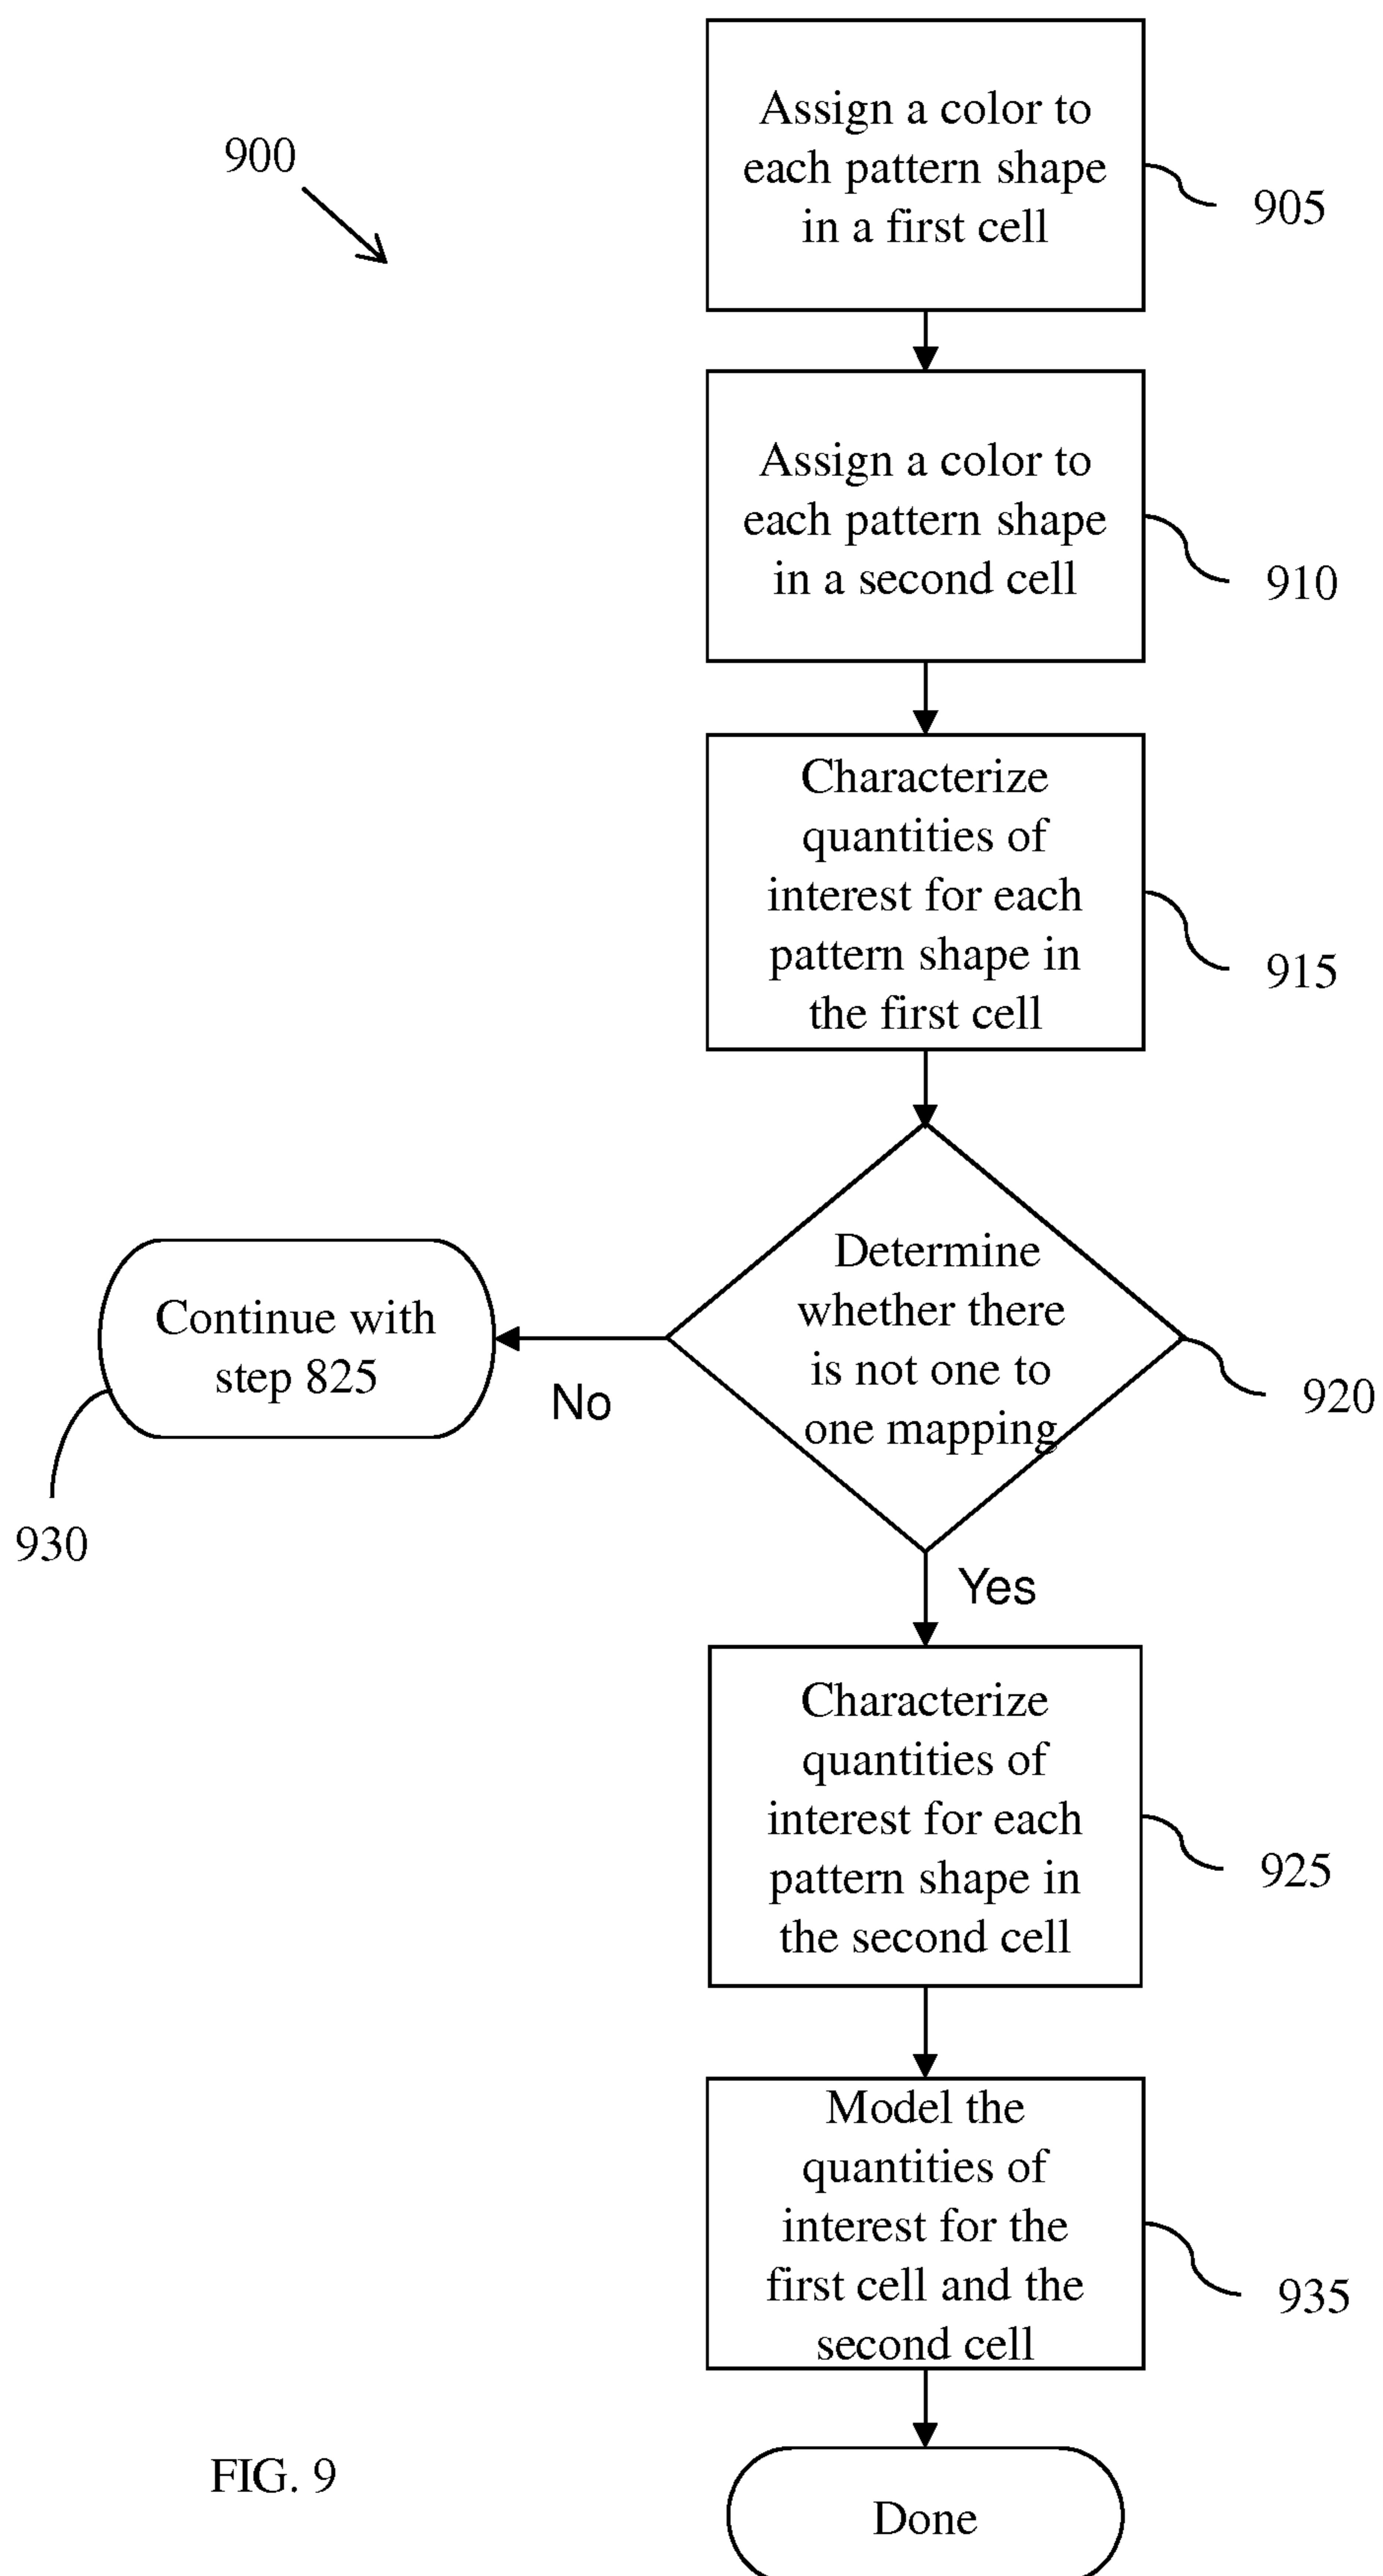 900
Assign a color to
each pattern shape
in a first cell
905
Assign a color to
each pattern shape
in a second cell
910
Characterize
quantities of
interest for each
pattern shape in
the first cell
915
Determine
whether there
is not one to
one mapping
920
No
Continue with
step 825
930
Yes
Characterize
quantities of
interest for each
pattern shape in
the second cell
925
Model the
quantities of
interest for the
first cell and the
second cell
935
Done
FIG. 9